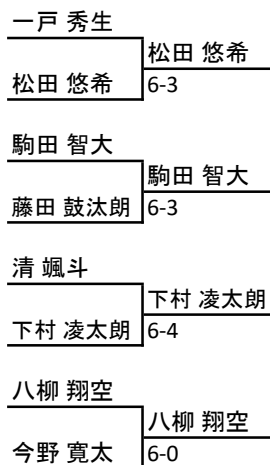 一戸 秀生
松田 悠希
松田 悠希
6-3
駒田 智大
駒田 智大
藤田 鼓汰朗
6-3
清 颯斗
下村 凌太朗
下村 凌太朗
6-4
八柳 翔空
八柳 翔空
今野 寛太
6-0